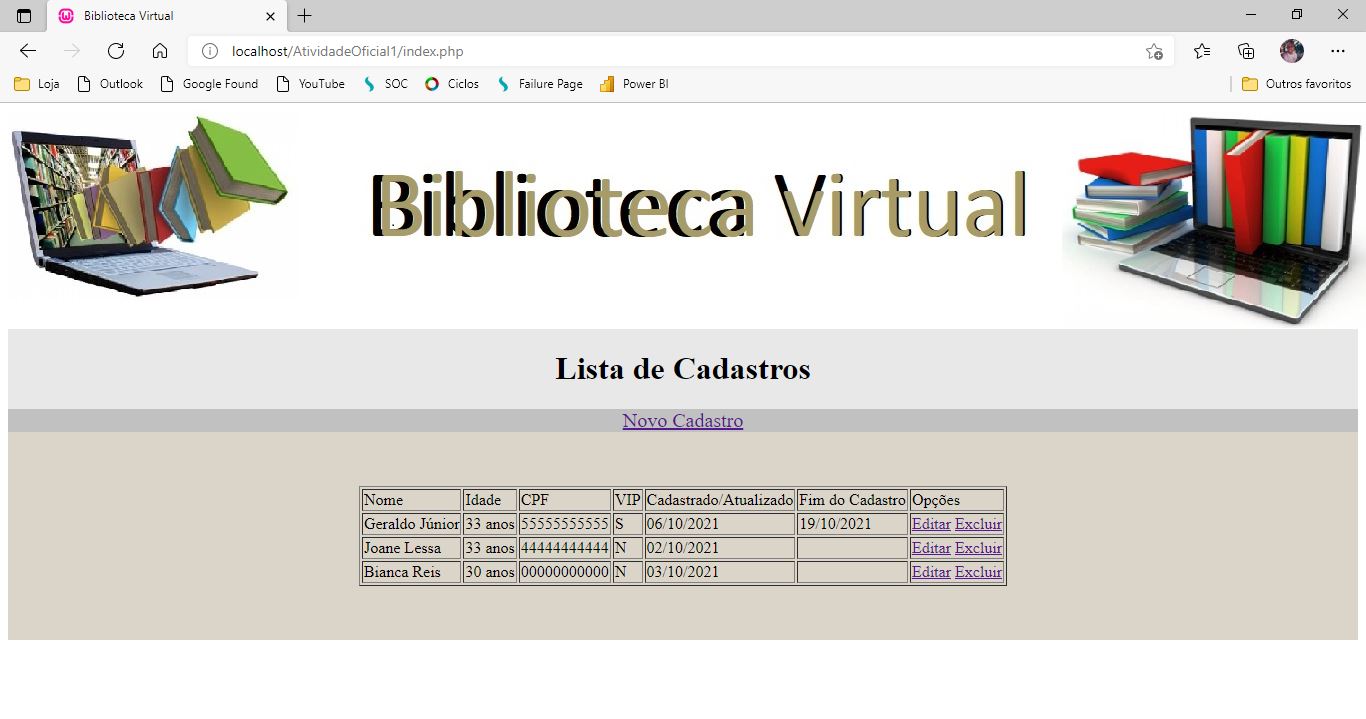 Biblioteca Virtual
localhost/AtividadeOficial1/index.php
Loja Outlook Google Found YouTube SOC Ciclos Failure Page Power BI Outros favoritos
Biblioteca Virtual
Lista de Cadastros
Novo Cadastro
Nome Idade CPF VIP Cadastrado/Atualizado Fim do Cadastro Opções
Geraldo Júnior 33 anos 55555555555 S 06/10/2021 19/10/2021 Editar Excluir
Joane Lessa 33 anos 44444444444 N 02/10/2021 Editar Excluir
Bianca Reis 30 anos 00000000000 N 03/10/2021 Editar Excluir